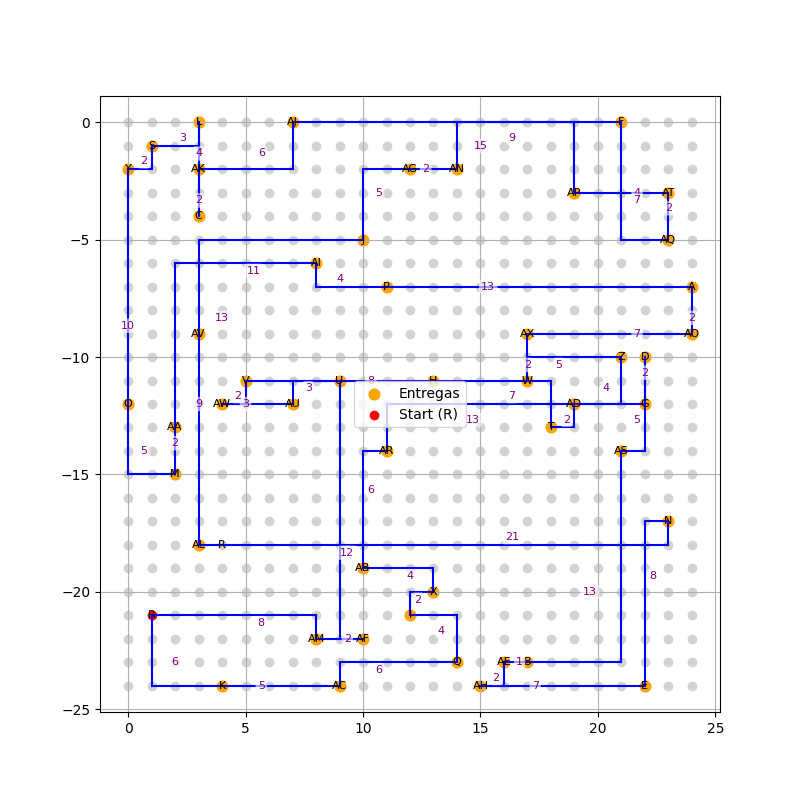 0 L AJ F
S 3 15 9
2 4 6
Y AK AG 2 AN
5 AP 4 AT
2 7
C 2
−5 AQ
11 AI
4 P 13 A
10 13 2
AV AX 7 AO
−10 2 5 Z D
V 3 U 8 H W 2
O AW 2 3 AU 9 7 4 AD G
Entregas
Start (R)
AA 13 T 2 5
5 2 AR AS
−15 M
6 N
AL R 21
12
AB 4 8
−20 2 X 13
8 4
AM 2 AF
6 6 Q AE 1 B
K 5 AC AH 2 7 E
−25
0 5 10 15 20 25